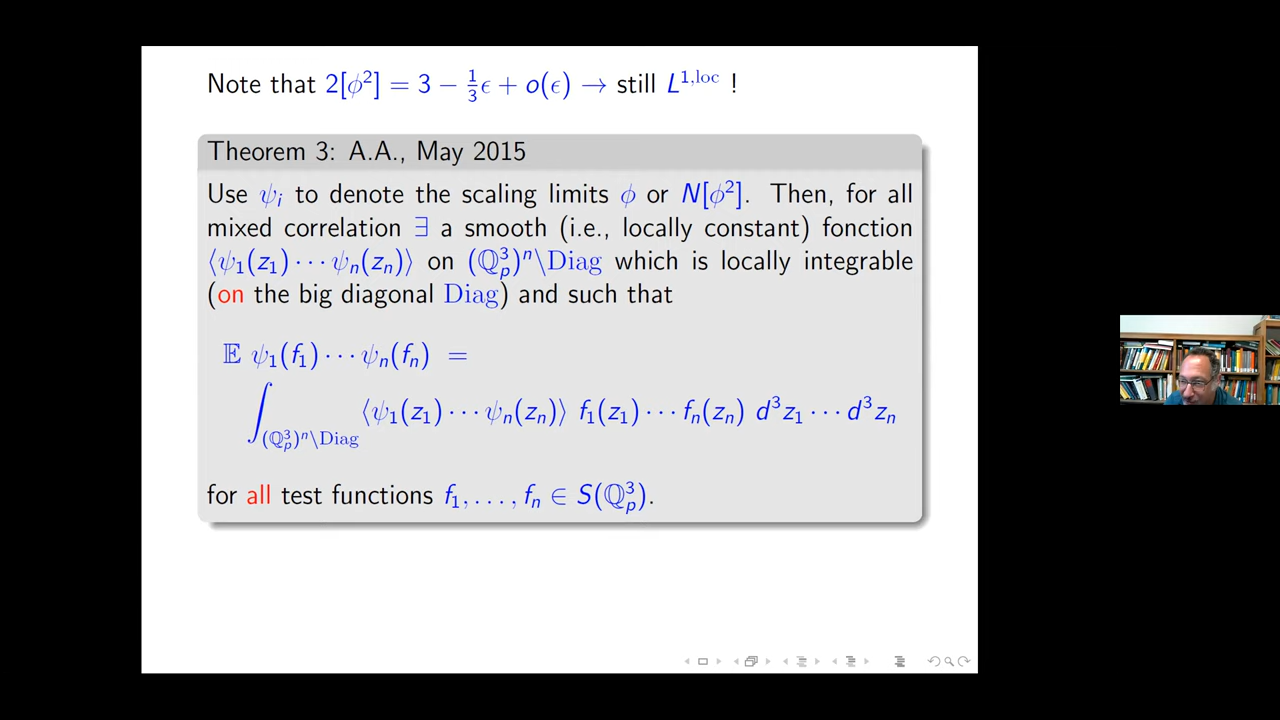 Note that 2[ϕ²] = 3 − 1/3 ϵ + o(ϵ) → still L^{1,loc} !
Theorem 3: A.A., May 2015
Use ψ_i to denote the scaling limits ϕ or N[ϕ²]. Then, for all
mixed correlation ∃ a smooth (i.e., locally constant) fonction
⟨ψ_1(z_1) ··· ψ_n(z_n)⟩ on (ℚ_p^3)^n\Diag which is locally integrable
(on the big diagonal Diag) and such that
𝔼 ψ_1(f_1) ··· ψ_n(f_n) =
∫_{(ℚ_p^3)^n\Diag} ⟨ψ_1(z_1) ··· ψ_n(z_n)⟩ f_1(z_1) ··· f_n(z_n) d³z_1 ··· d³z_n
for all test functions f_1, . . . , f_n ∈ S(ℚ_p^3).